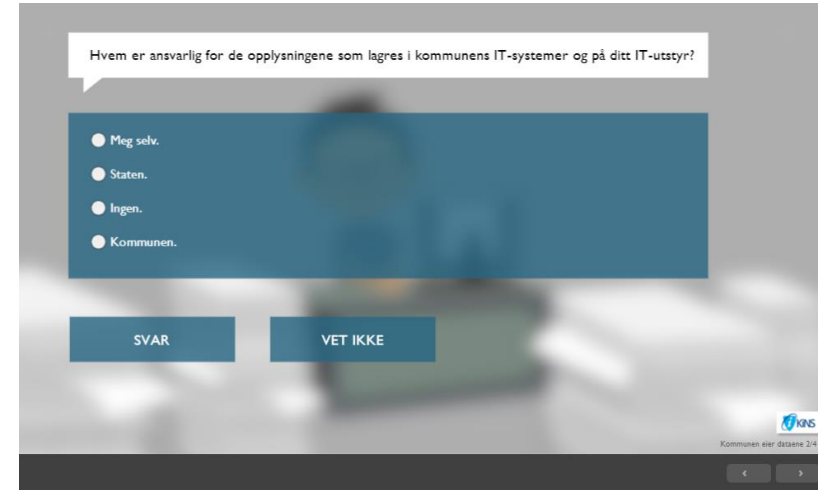 Hvem er ansvarlig for de opplysningene som lagres i kommunens IT-systemer og på ditt IT-utstyr?
Meg selv.
Staten.
Ingen.
Kommunen.
SVAR
VET IKKE
KiNS
Kommunen eier dataene 2/4